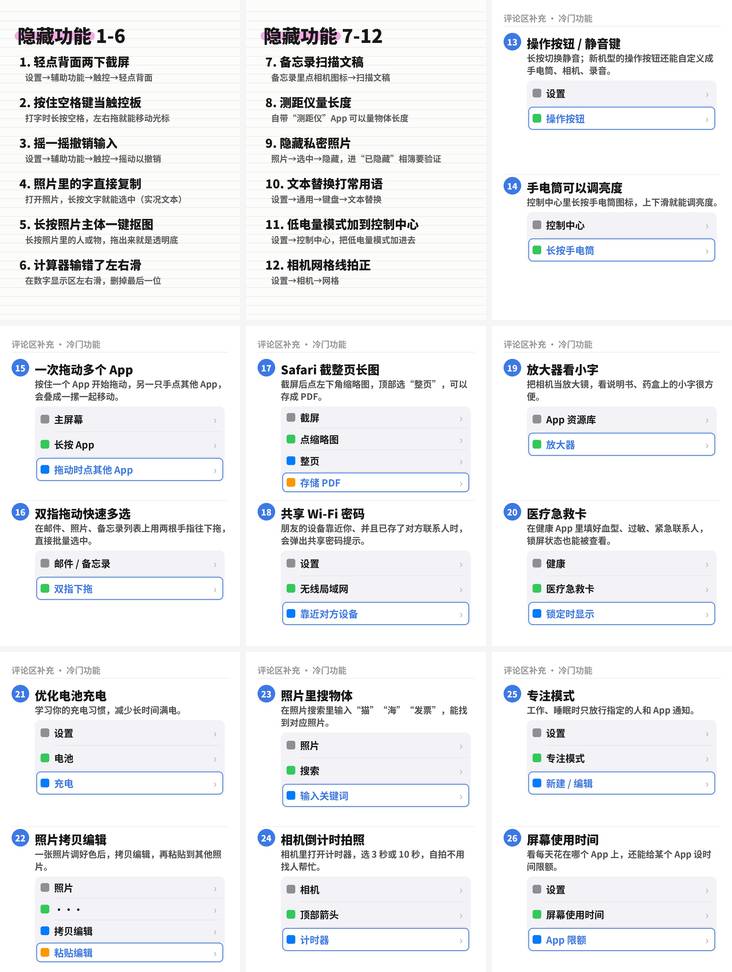 隐藏功能 1-6
1. 轻点背面两下截屏
设置→辅助功能→触控→轻点背面
2. 按住空格键当触控板
打字时长按空格，左右拖就能移动光标
3. 摇一摇撤销输入
设置→辅助功能→触控→摇动以撤销
4. 照片里的字直接复制
打开照片，长按文字就能选中（实况文本）
5. 长按照片主体一键抠图
长按照片里的人或物，拖出来就是透明底
6. 计算器输错了左右滑
在数字显示区左右滑，删掉最后一位
隐藏功能 7-12
7. 备忘录扫描文稿
备忘录里点相机图标→扫描文稿
8. 测距仪量长度
自带“测距仪”App 可以量物体长度
9. 隐藏私密照片
照片→选中→隐藏，进“已隐藏”相簿要验证
10. 文本替换打常用语
设置→通用→键盘→文本替换
11. 低电量模式加到控制中心
设置→控制中心，把低电量模式加进去
12. 相机网格线拍正
设置→相机→网格
评论区补充 · 冷门功能
13 操作按钮 / 静音键
长按切换静音；新机型的操作按钮还能自定义成
手电筒、相机、录音。
设置 ›
操作按钮 ›
14 手电筒可以调亮度
控制中心里长按手电筒图标，上下滑就能调亮度。
控制中心 ›
长按手电筒 ›
评论区补充 · 冷门功能
15 一次拖动多个 App
按住一个 App 开始拖动，另一只手点其他 App，
会叠成一摞一起移动。
主屏幕 ›
长按 App ›
拖动时点其他 App ›
16 双指拖动快速多选
在邮件、照片、备忘录列表上用两根手指往下拖，
直接批量选中。
邮件 / 备忘录 ›
双指下拖 ›
评论区补充 · 冷门功能
17 Safari 截整页长图
截屏后点左下角缩略图，顶部选“整页”，可以
存成 PDF。
截屏 ›
点缩略图 ›
整页 ›
存储 PDF ›
18 共享 Wi-Fi 密码
朋友的设备靠近你、并且已存了对方联系人时，
会弹出共享密码提示。
设置 ›
无线局域网 ›
靠近对方设备 ›
评论区补充 · 冷门功能
19 放大器看小字
把相机当放大镜，看说明书、药盒上的小字很方
便。
App 资源库 ›
放大器 ›
20 医疗急救卡
在健康 App 里填好血型、过敏、紧急联系人，
锁屏状态也能被查看。
健康 ›
医疗急救卡 ›
锁定时显示 ›
评论区补充 · 冷门功能
21 优化电池充电
学习你的充电习惯，减少长时间满电。
设置 ›
电池 ›
充电 ›
22 照片拷贝编辑
一张照片调好色后，拷贝编辑，再粘贴到其他照
片。
照片 ›
··· ›
拷贝编辑 ›
粘贴编辑 ›
评论区补充 · 冷门功能
23 照片里搜物体
在照片搜索里输入“猫”“海”“发票”，能找
到对应照片。
照片 ›
搜索 ›
输入关键词 ›
24 相机倒计时拍照
相机里打开计时器，选 3 秒或 10 秒，自拍不用
找人帮忙。
相机 ›
顶部箭头 ›
计时器 ›
评论区补充 · 冷门功能
25 专注模式
工作、睡眠时只放行指定的人和 App 通知。
设置 ›
专注模式 ›
新建 / 编辑 ›
26 屏幕使用时间
看每天花在哪个 App 上，还能给某个 App 设时
间限额。
设置 ›
屏幕使用时间 ›
App 限额 ›